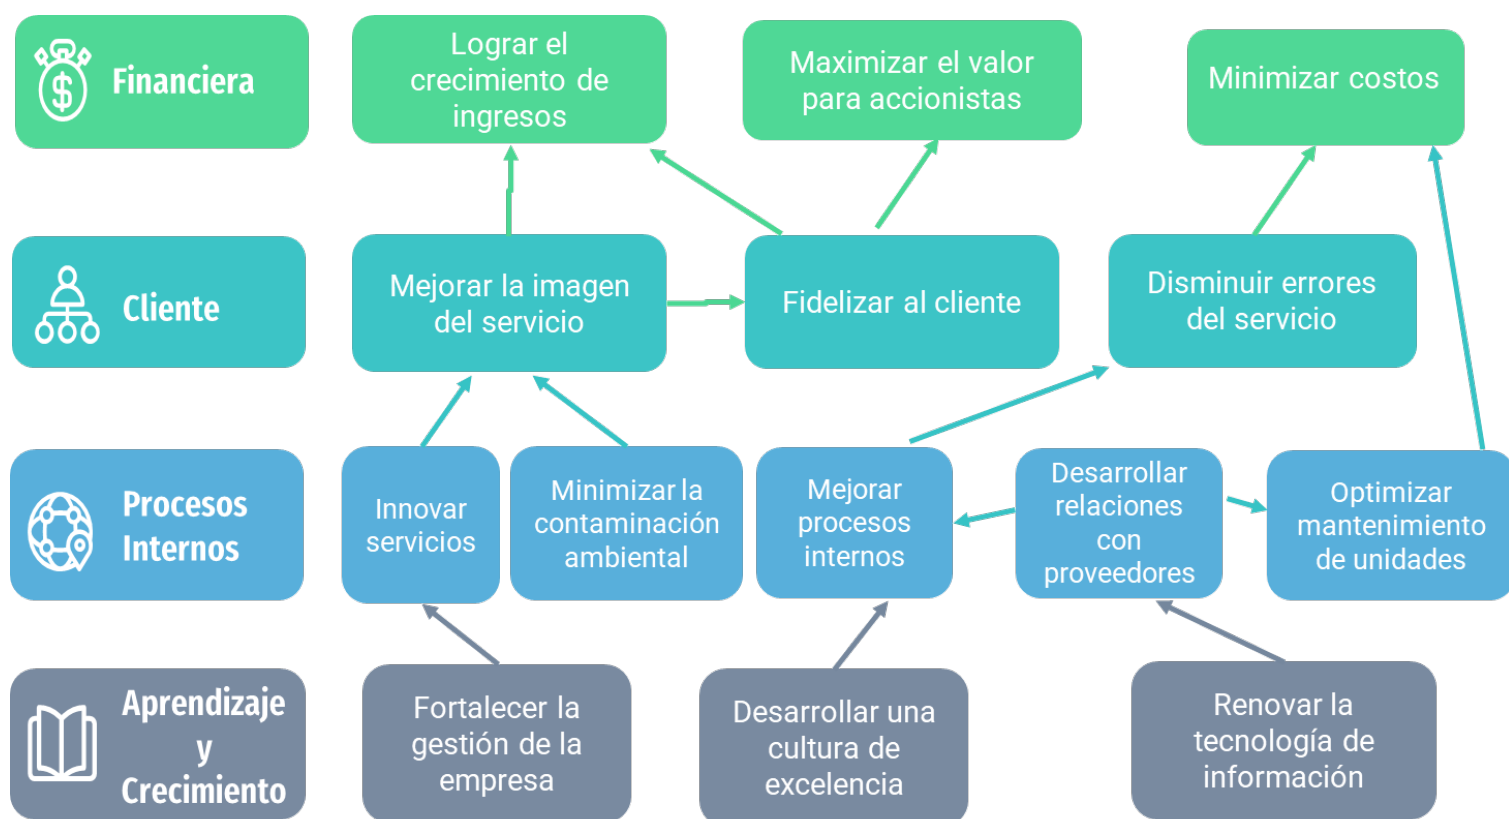 Financiera
Lograr el
crecimiento de
ingresos
Maximizar el valor
para accionistas
Minimizar costos
Cliente
Mejorar la imagen
del servicio
Fidelizar al cliente
Disminuir errores
del servicio
Procesos
Internos
Innovar
servicios
Minimizar la
contaminación
ambiental
Mejorar
procesos
internos
Desarrollar
relaciones
con
proveedores
Optimizar
mantenimiento
de unidades
Aprendizaje
y
Crecimiento
Fortalecer la
gestión de la
empresa
Desarrollar una
cultura de
excelencia
Renovar la
tecnología de
información